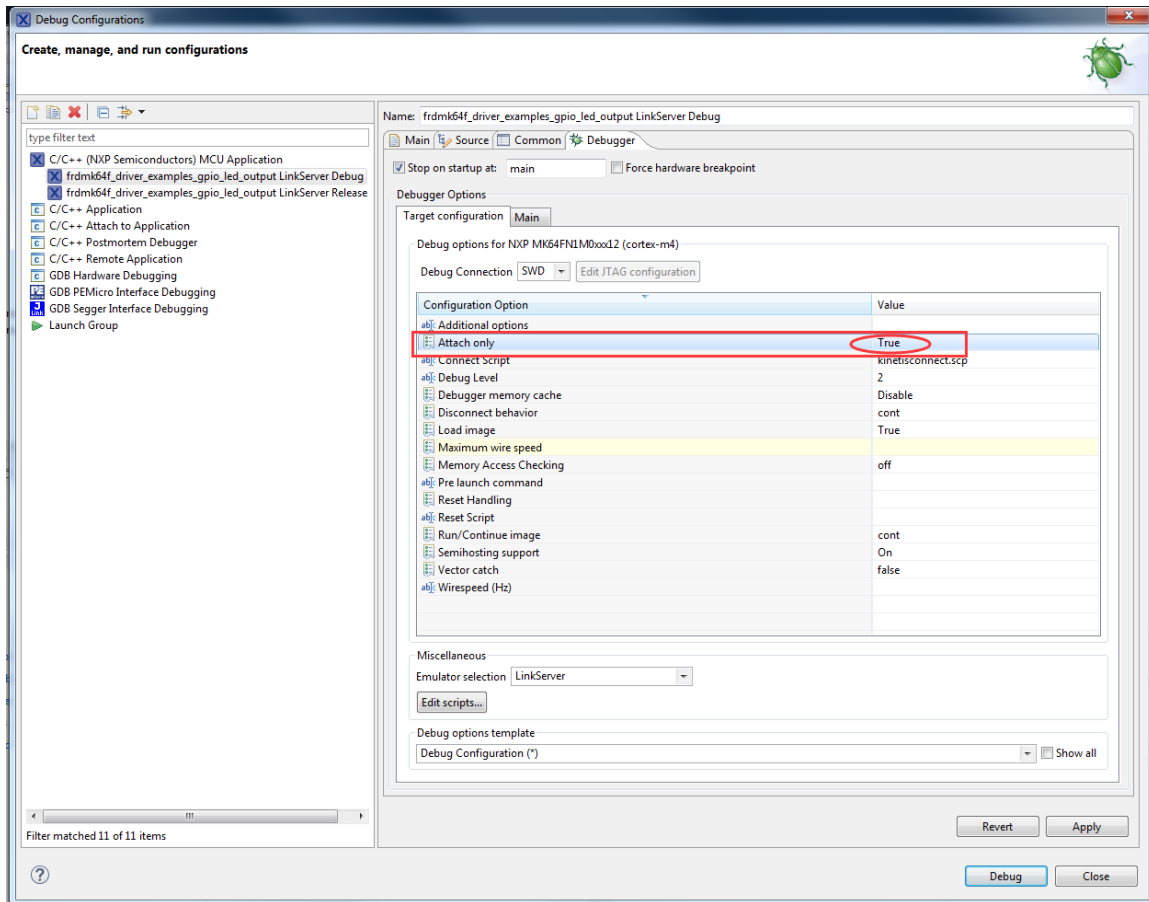 Debug Configurations
Create, manage, and run configurations
type filter text
C/C++ (NXP Semiconductors) MCU Application
frdmk64f_driver_examples_gpio_led_output LinkServer Debug
frdmk64f_driver_examples_gpio_led_output LinkServer Release
C/C++ Application
C/C++ Attach to Application
C/C++ Postmortem Debugger
C/C++ Remote Application
GDB Hardware Debugging
GDB PEMicro Interface Debugging
GDB Segger Interface Debugging
Launch Group
Filter matched 11 of 11 items
Name: frdmk64f_driver_examples_gpio_led_output LinkServer Debug
Main Source Common Debugger
Stop on startup at: main Force hardware breakpoint
Debugger Options
Target configuration Main
Debug options for NXP MK64FN1M0xxx12 (cortex-m4)
Debug Connection SWD Edit JTAG configuration
Configuration Option Value
Additional options
Attach only True
Connect Script kinetisconnect.scp
Debug Level 2
Debugger memory cache Disable
Disconnect behavior cont
Load image True
Maximum wire speed
Memory Access Checking off
Pre launch command
Reset Handling
Reset Script
Run/Continue image cont
Semihosting support On
Vector catch false
Wirespeed (Hz)
Miscellaneous
Emulator selection LinkServer
Edit scripts...
Debug options template
Debug Configuration (*) Show all
Revert Apply
Debug Close